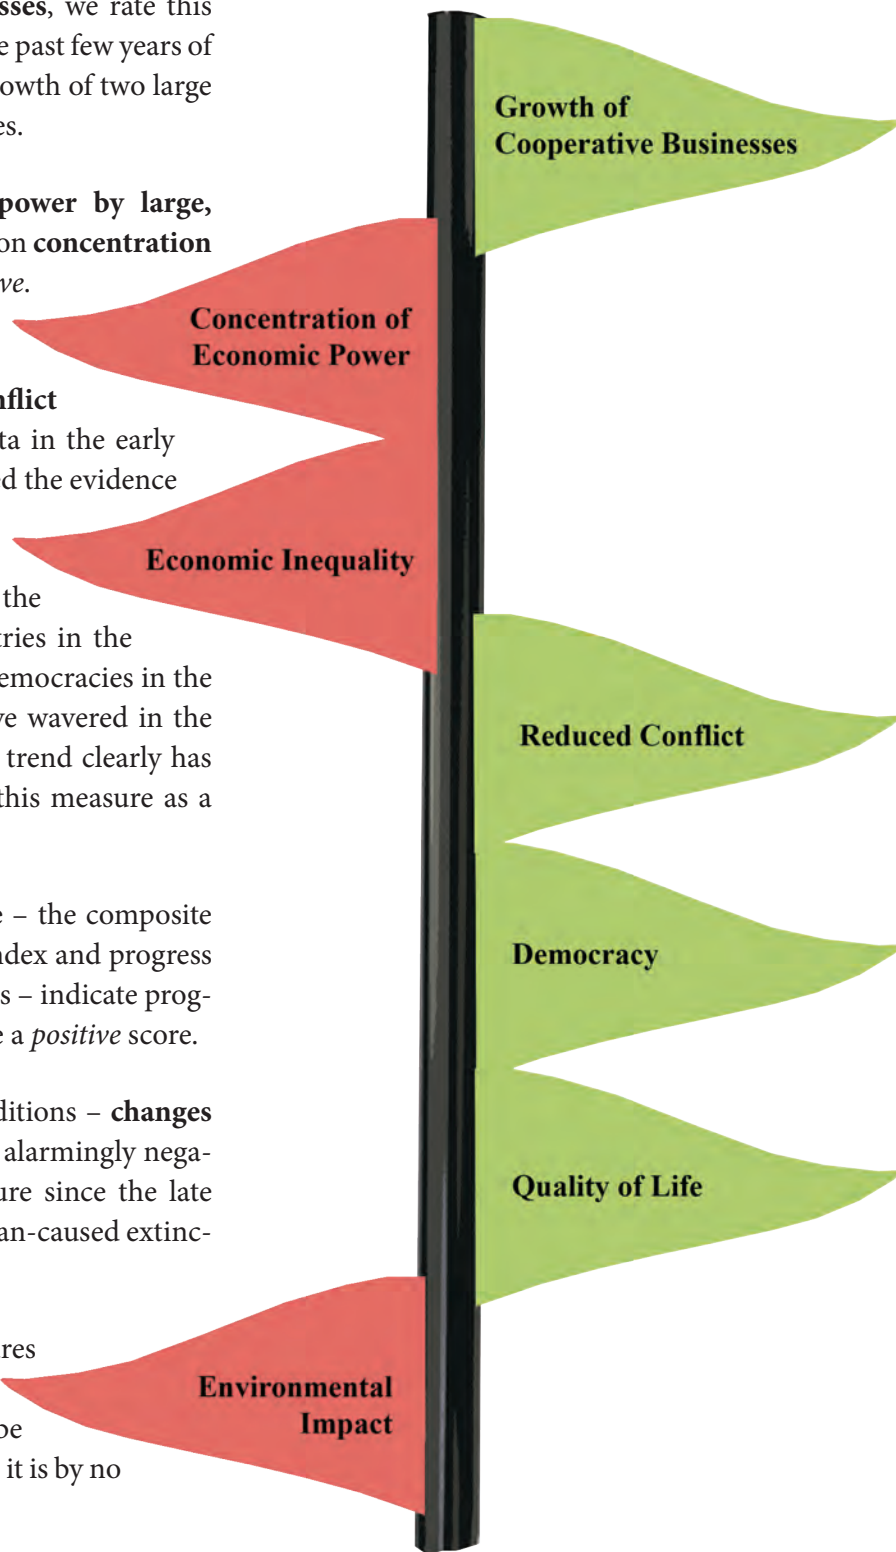 sses, we rate this
e past few years of
owth of two large
es.
power by large,
on concentration
ve.
nflict
ta in the early
ed the evidence
the
tries in the
emocracies in the
ve wavered in the
trend clearly has
this measure as a
e – the composite
ndex and progress
s – indicate prog-
e a positive score.
ditions – changes
alarmingly nega-
ure since the late
an-caused extinc-
res
be
it is by no
Growth of
Cooperative Businesses
Concentration of
Economic Power
Economic Inequality
Reduced Conflict
Democracy
Quality of Life
Environmental
Impact